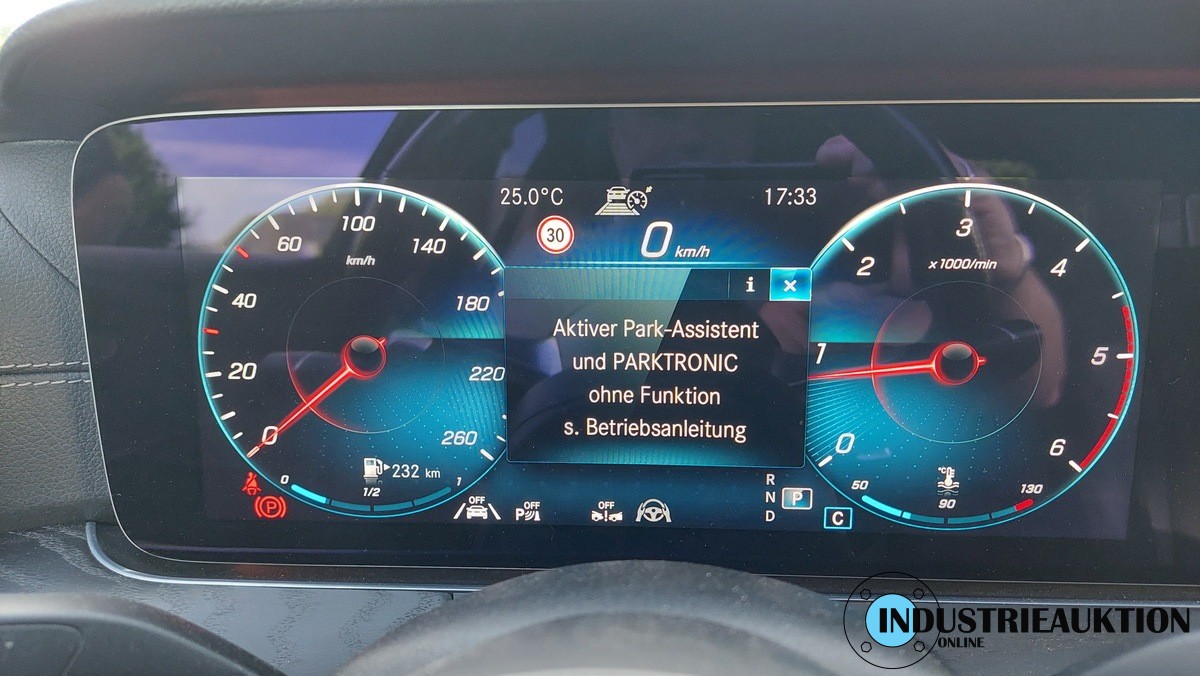 25.0°C 17:33
30 0 km/h
i ×
Aktiver Park-Assistent
und PARKTRONIC
ohne Funktion
s. Betriebsanleitung
0 20 40 60 100 140 180 220 260
km/h
232 km
0 1/2 1
0 1 2 3 4 5 6
x1000/min
°C
50 90 130
P
OFF
OFF
P
OFF
R
N P
D
C
INDUSTRIEAUKTION
ONLINE